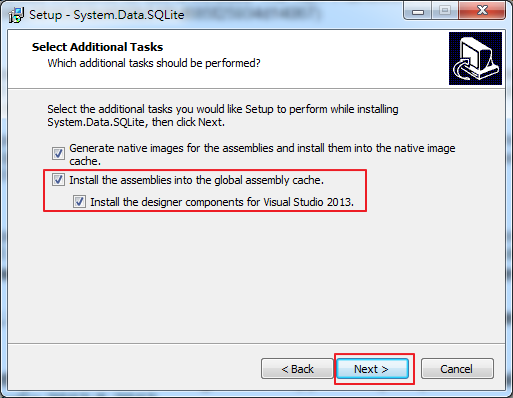 Setup - System.Data.SQLite
Select Additional Tasks
Which additional tasks should be performed?
Select the additional tasks you would like Setup to perform while installing
System.Data.SQLite, then click Next.
Generate native images for the assemblies and install them into the native image
cache.
Install the assemblies into the global assembly cache.
Install the designer components for Visual Studio 2013.
< Back
Next >
Cancel